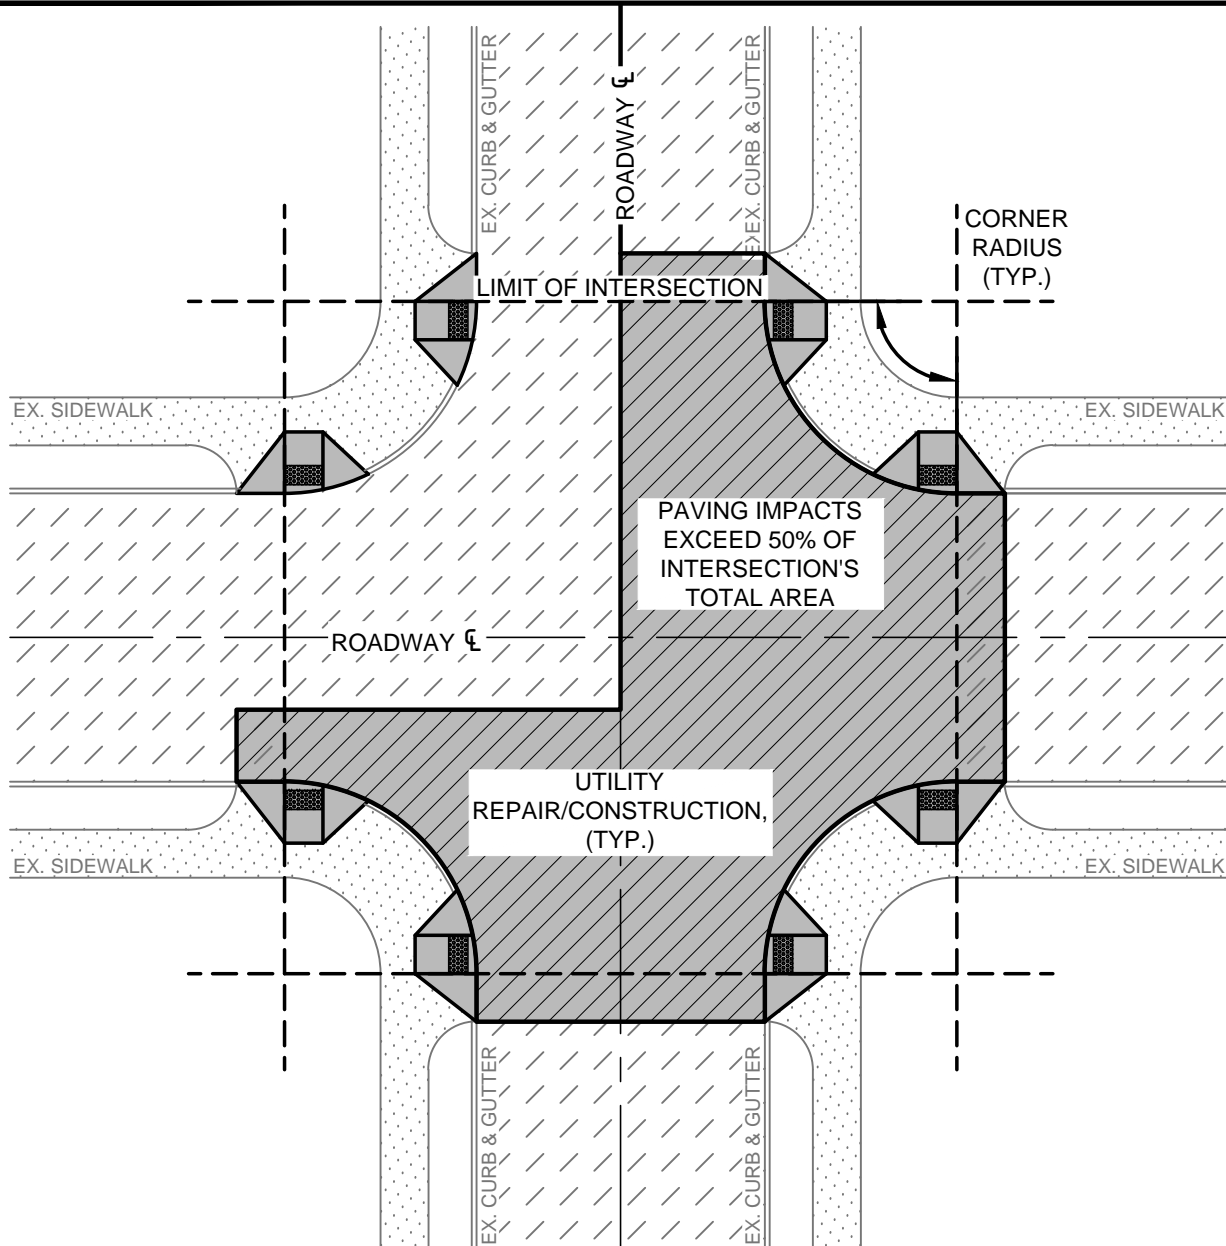 EX. CURB & GUTTER
ROADWAY ℄
EX. CURB & GUTTER
CORNER
RADIUS
(TYP.)
LIMIT OF INTERSECTION
EX. SIDEWALK
EX. SIDEWALK
PAVING IMPACTS
EXCEED 50% OF
INTERSECTION'S
TOTAL AREA
ROADWAY ℄
UTILITY
REPAIR/CONSTRUCTION,
(TYP.)
EX. SIDEWALK
EX. SIDEWALK
EX. CURB & GUTTER
EX. CURB & GUTTER